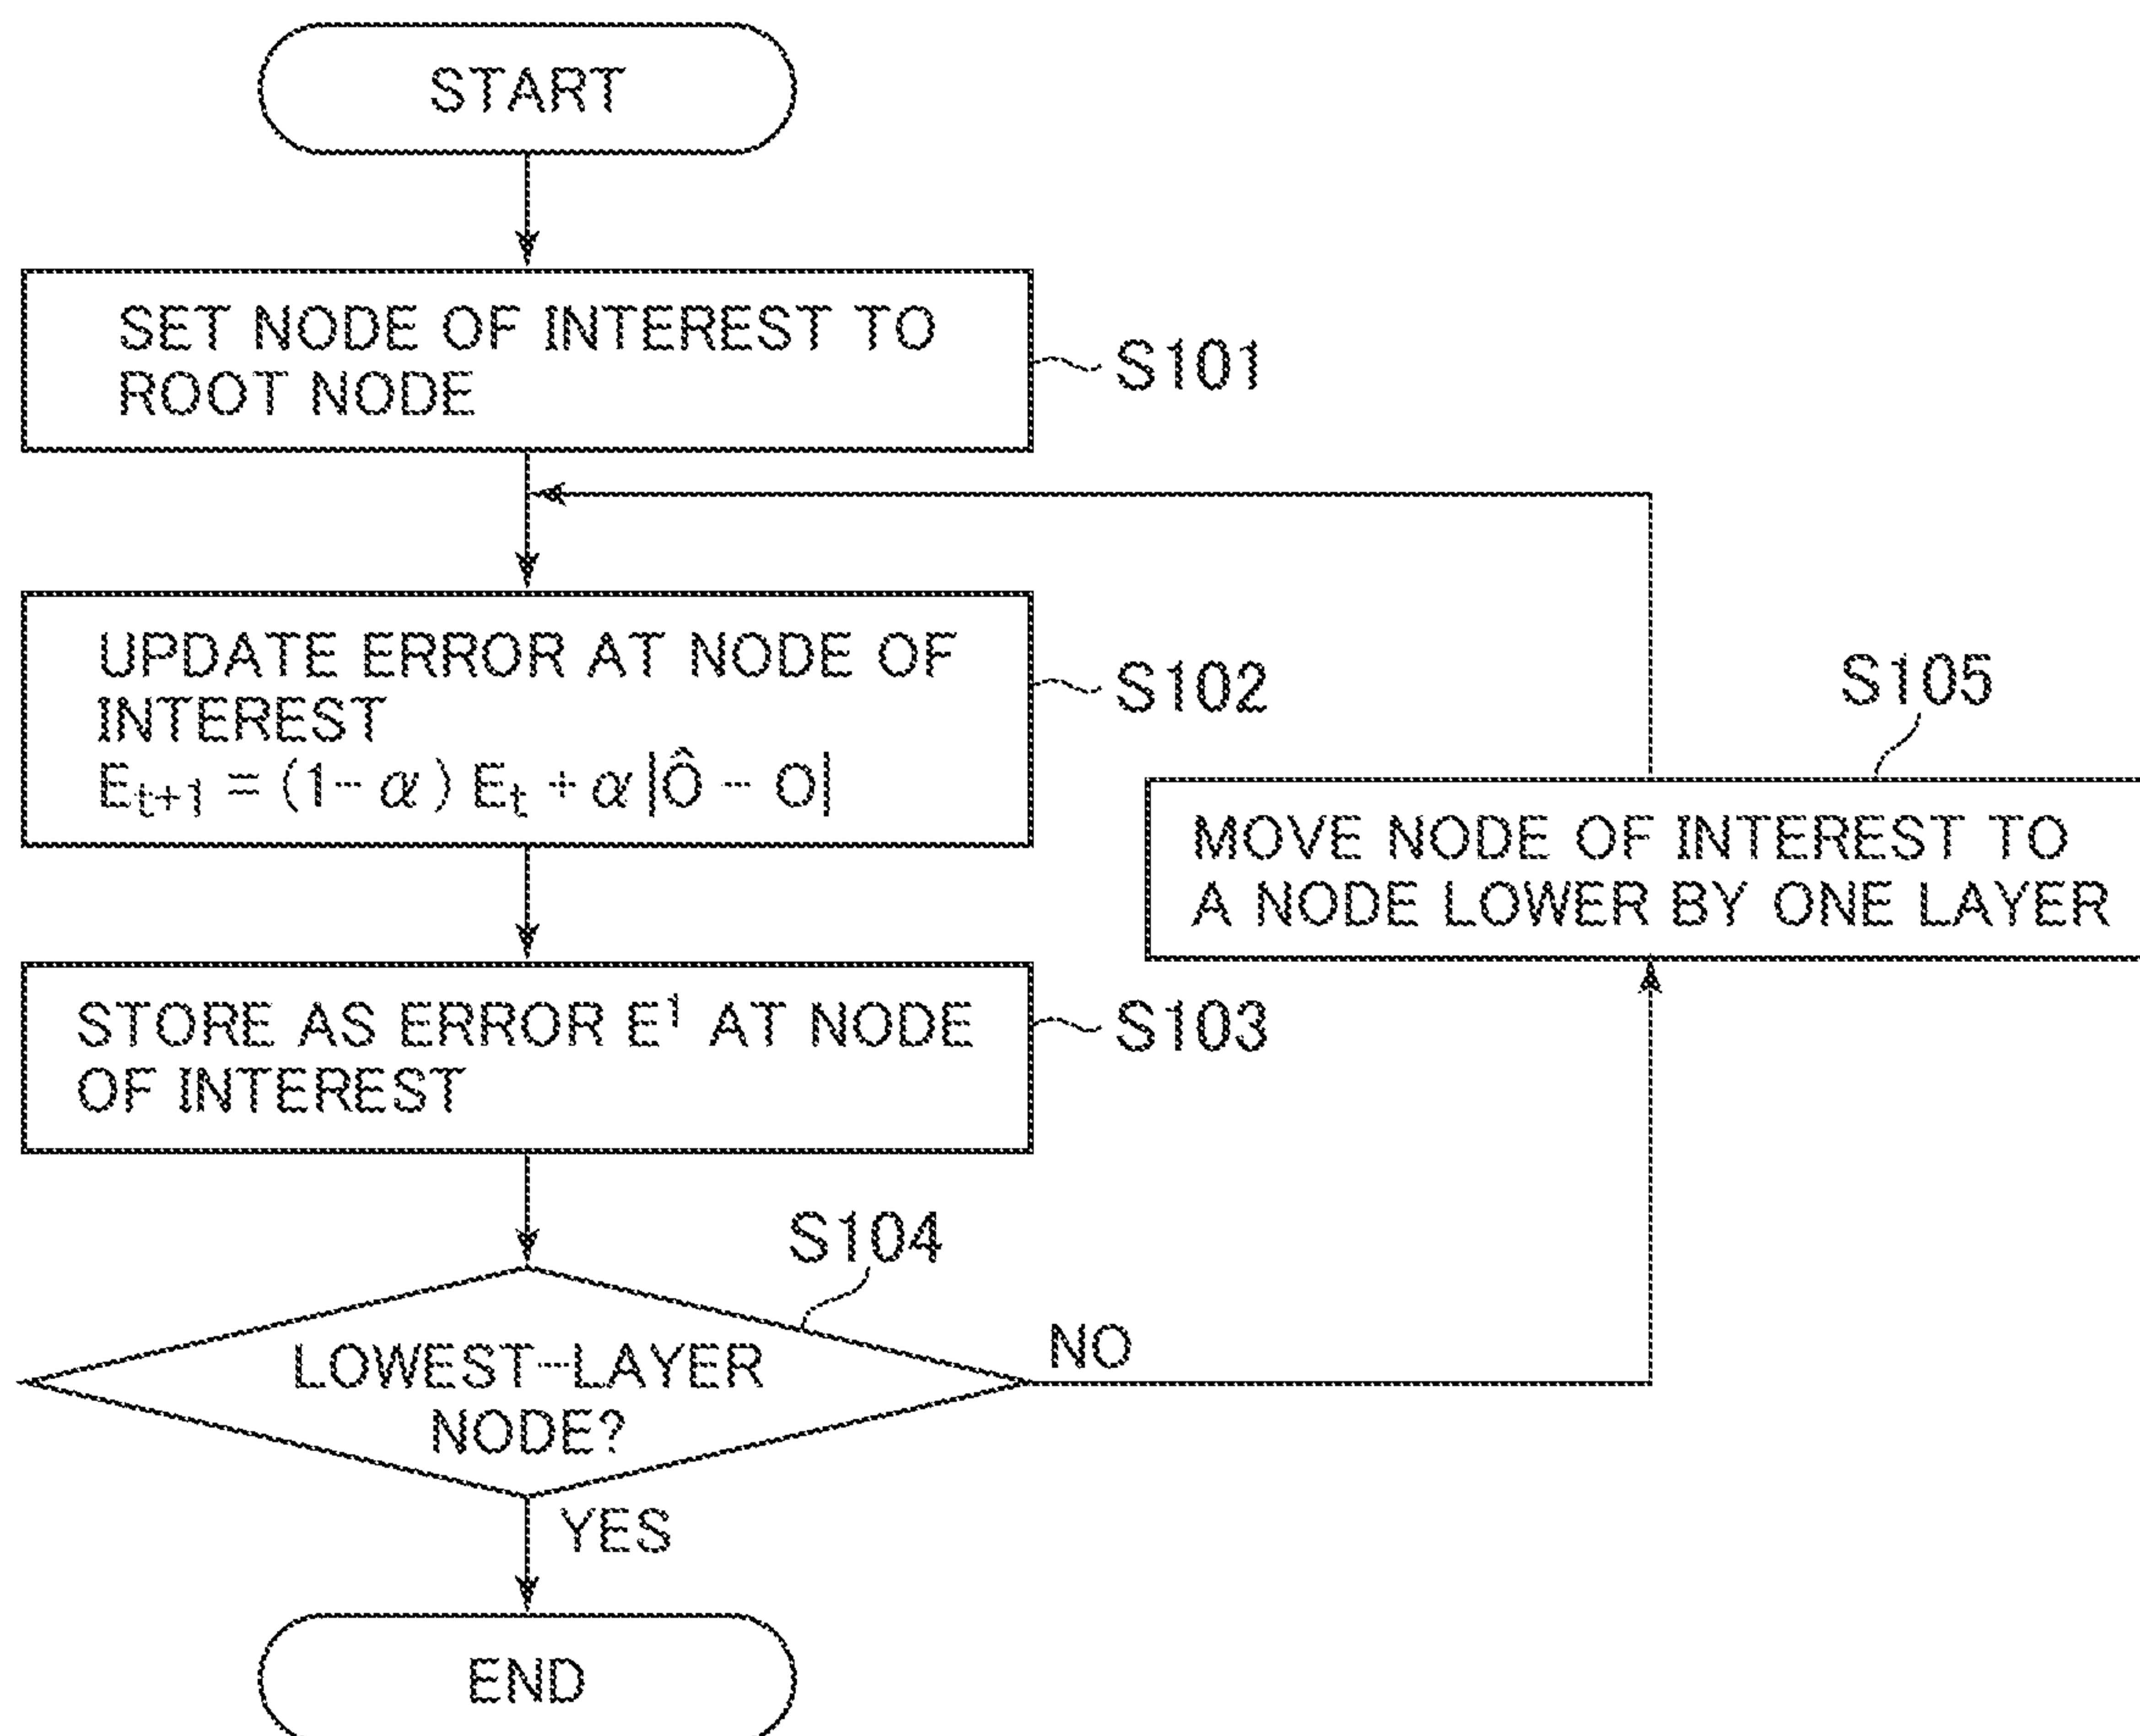 START
SET NODE OF INTEREST TO
ROOT NODE
S101
UPDATE ERROR AT NODE OF
INTEREST
E_{t+1} = (1-α) E_t + α |Ô - O|
S102
S105
MOVE NODE OF INTEREST TO
A NODE LOWER BY ONE LAYER
STORE AS ERROR E¹ AT NODE
OF INTEREST
S103
S104
LOWEST-LAYER
NODE?
NO
YES
END